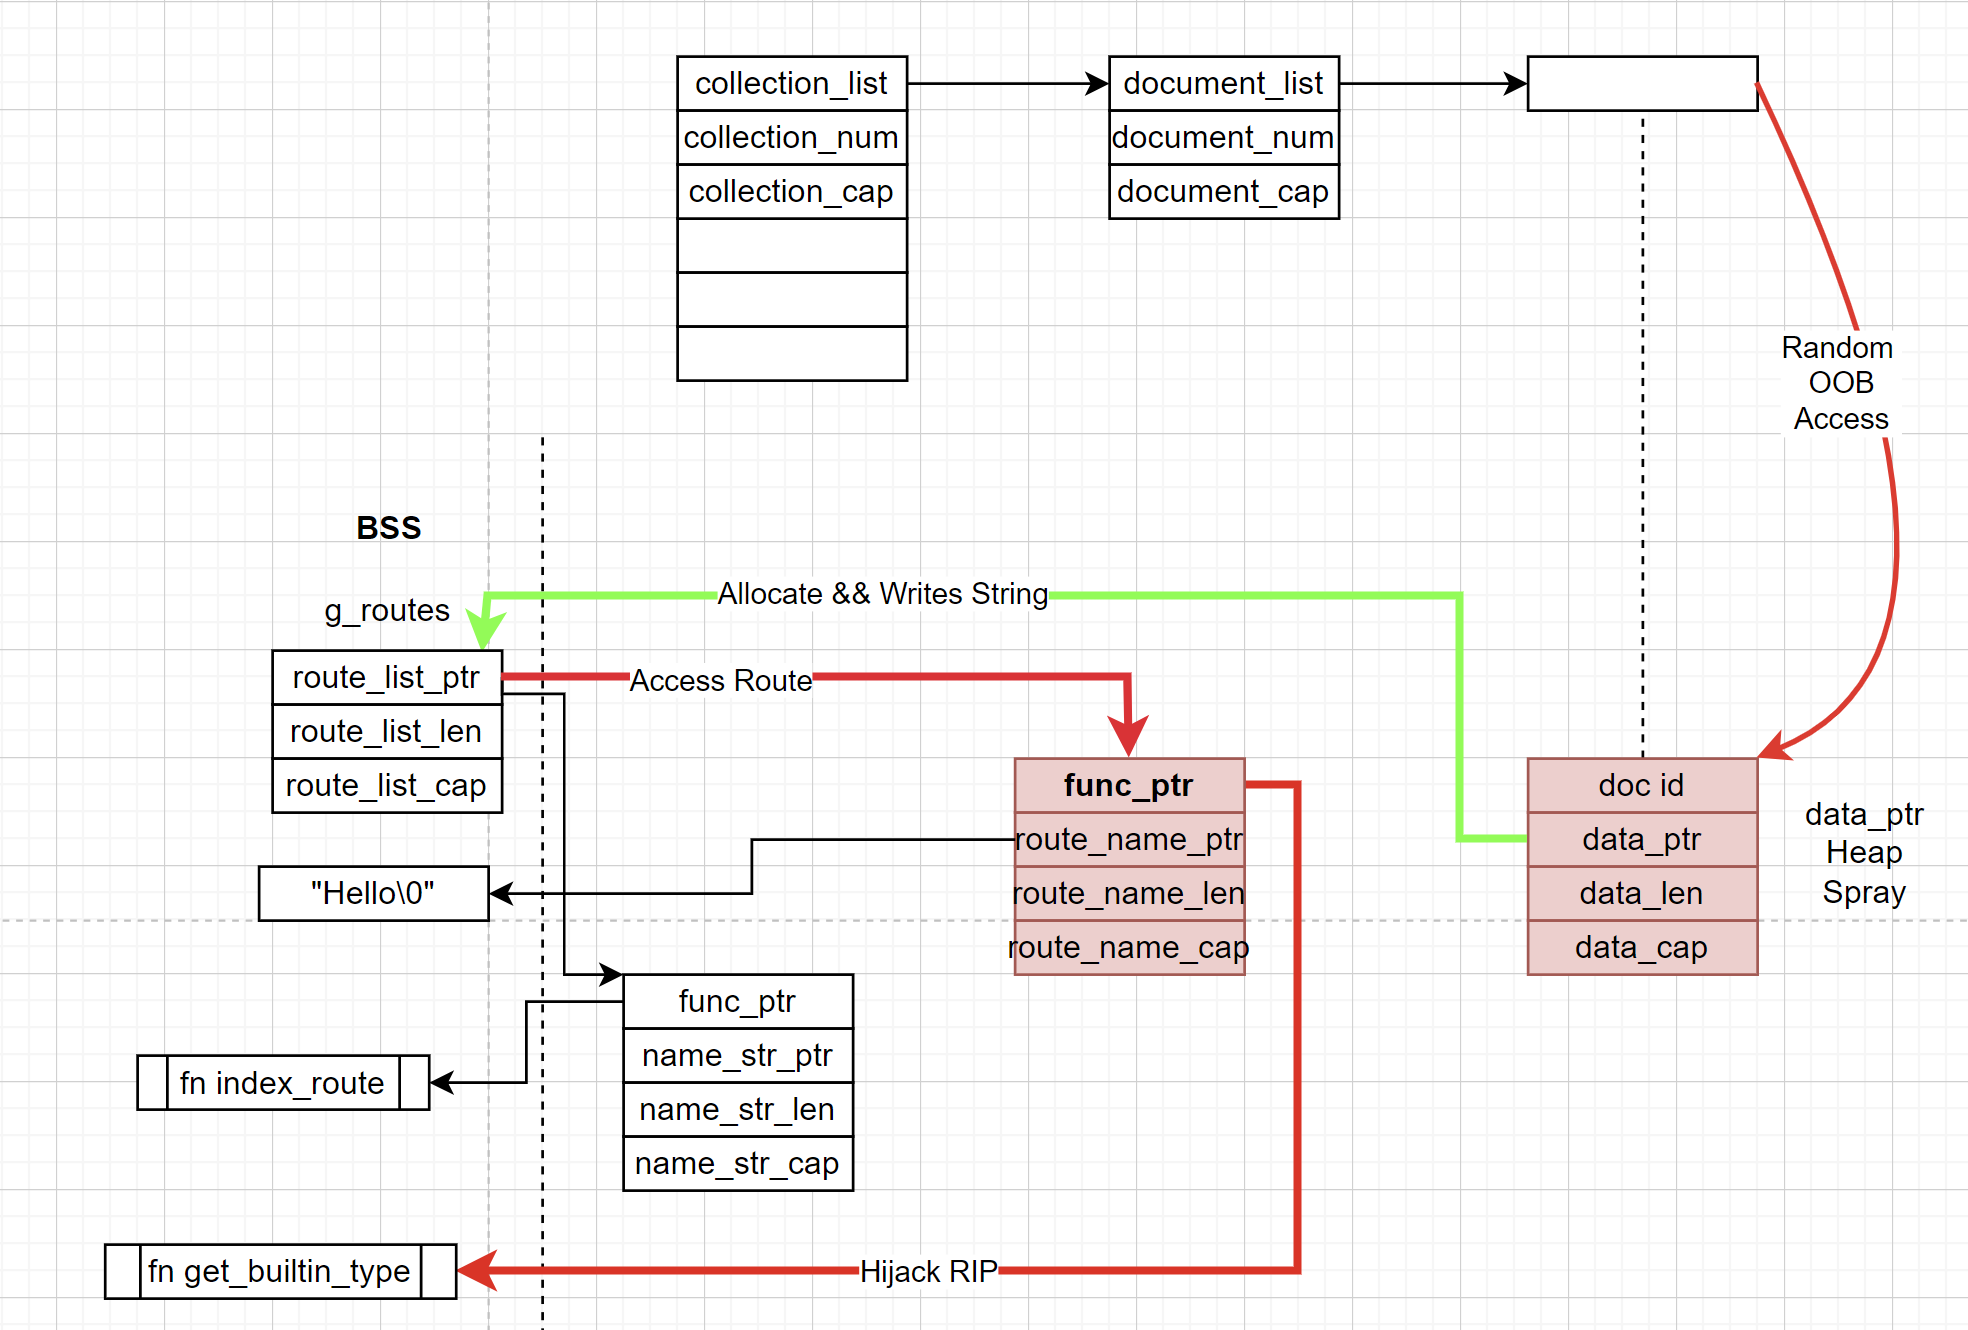 collection_list
collection_num
collection_cap
document_list
document_num
document_cap
Random
OOB
Access
BSS
g_routes
Allocate && Writes String
route_list_ptr
route_list_len
route_list_cap
Access Route
"Hello\0"
func_ptr
route_name_ptr
route_name_len
route_name_cap
doc id
data_ptr
data_len
data_cap
data_ptr
Heap
Spray
func_ptr
name_str_ptr
name_str_len
name_str_cap
fn index_route
fn get_builtin_type
Hijack RIP